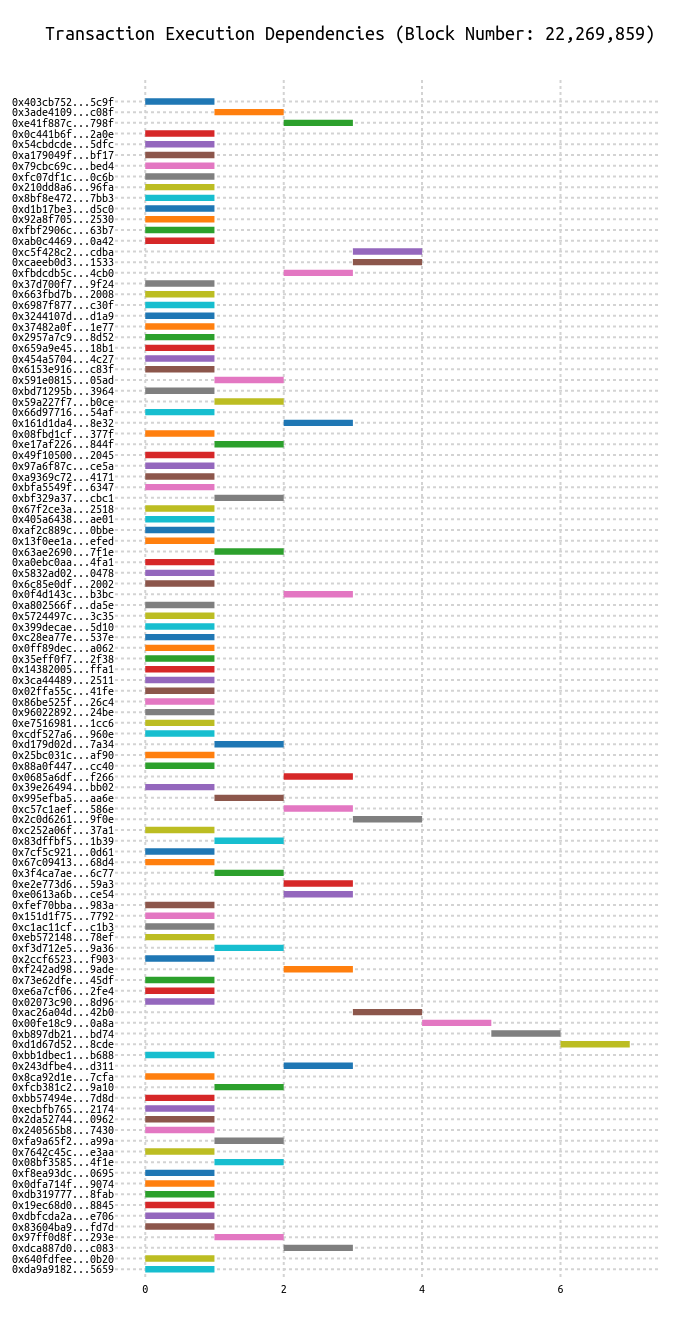 Transaction Execution Dependencies (Block Number: 22,269,859)
0x403cb752...5c9f
0x3ade4109...c08f
0xe41f887c...798f
0x0c441b6f...2a0e
0x54cbdcde...5dfc
0xa179049f...bf17
0x79cbc69c...bed4
0xfc07df1c...0c6b
0x210dd8a6...96fa
0x8bf8e472...7bb3
0xd1b17be3...d5c0
0x92a8f705...2530
0xfbf2906c...63b7
0xab0c4469...0a42
0xc5f428c2...cdba
0xcaeeb0d3...1533
0xfbdcdb5c...4cb0
0x37d700f7...9f24
0x663fbd7b...2008
0x6987f877...c30f
0x3244107d...d1a9
0x37482a0f...1e77
0x2957a7c9...8d52
0x659a9e45...18b1
0x454a5704...4c27
0x6153e916...c83f
0x591e0815...05ad
0xbd71295b...3964
0x59a227f7...b0ce
0x66d97716...54af
0x161d1da4...8e32
0x08fbd1cf...377f
0xe17af226...844f
0x49f10500...2045
0x97a6f87c...ce5a
0xa9369c72...4171
0xbfa5549f...6347
0xbf329a37...cbc1
0x67f2ce3a...2518
0x405a6438...ae01
0xaf2c889c...0bbe
0x13f0ee1a...efed
0x63ae2690...7f1e
0xa0ebc0aa...4fa1
0x5832ad02...0478
0x6c85e0df...2002
0x0f4d143c...b3bc
0xa802566f...da5e
0x5724497c...3c35
0x399decae...5d10
0xc28ea77e...537e
0x0ff89dec...a062
0x35eff0f7...2f38
0x14382005...ffa1
0x3ca44489...2511
0x02ffa55c...41fe
0x86be525f...26c4
0x96022892...24be
0xe7516981...1cc6
0xcdf527a6...960e
0xd179d02d...7a34
0x25bc031c...af90
0x88a0f447...cc40
0x0685a6df...f266
0x39e26494...bb02
0x995efba5...aa6e
0xc57c1aef...586e
0x2c0d6261...9f0e
0xc252a06f...37a1
0x83dffbf5...1b39
0x7cf5c921...0d61
0x67c09413...68d4
0x3f4ca7ae...6c77
0xe2e773d6...59a3
0xe0613a6b...ce54
0xfef70bba...983a
0x151d1f75...7792
0xc1ac11cf...c1b3
0xeb572148...78ef
0xf3d712e5...9a36
0x2ccf6523...f903
0xf242ad98...9ade
0x73e62dfe...45df
0xe6a7cf06...2fe4
0x02073c90...8d96
0xac26a04d...42b0
0x00fe18c9...0a8a
0xb897db21...bd74
0xd1d67d52...8cde
0xbb1dbec1...b688
0x243dfbe4...d311
0x8ca92d1e...7cfa
0xfcb381c2...9a10
0xbb57494e...7d8d
0xecbfb765...2174
0x2da52744...0962
0x240565b8...7430
0xfa9a65f2...a99a
0x7642c45c...e3aa
0x08bf3585...4f1e
0xf8ea93dc...0695
0x0dfa714f...9074
0xdb319777...8fab
0x19ec68d0...8845
0xdbfcda2a...e706
0x83604ba9...fd7d
0x97ff0d8f...293e
0xdca887d0...c083
0x640fdfee...0b20
0xda9a9182...5659
0 2 4 6